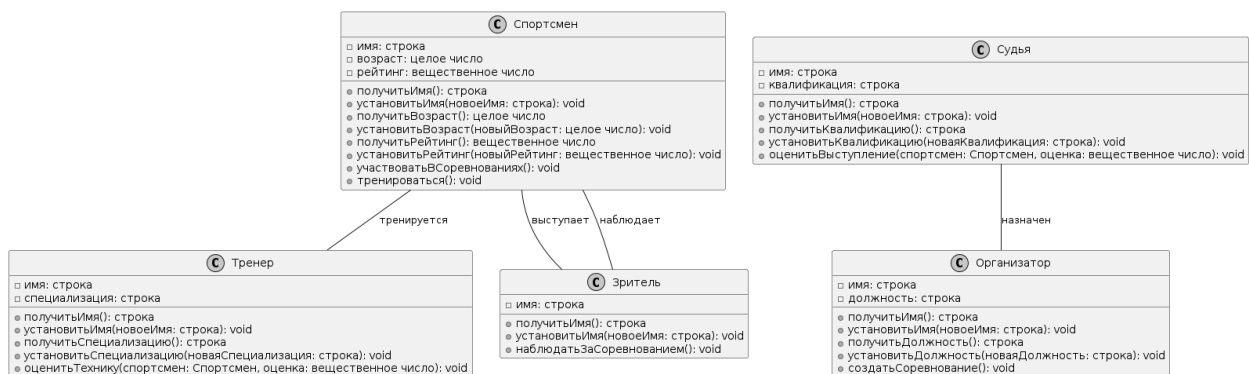 C Спортсмен
имя: строка
возраст: целое число
рейтинг: вещественное число
получитьИмя(): строка
установитьИмя(новоеИмя: строка): void
получитьВозраст(): целое число
установитьВозраст(новыйВозраст: целое число): void
получитьРейтинг(): вещественное число
установитьРейтинг(новыйРейтинг: вещественное число): void
участвоватьВСоревнованиях(): void
тренироваться(): void
C Судья
имя: строка
квалификация: строка
получитьИмя(): строка
установитьИмя(новоеИмя: строка): void
получитьКвалификацию(): строка
установитьКвалификацию(новаяКвалификация: строка): void
оценитьВыступление(спортсмен: Спортсмен, оценка: вещественное число): void
тренируется
выступает
наблюдает
назначен
C Тренер
имя: строка
специализация: строка
получитьИмя(): строка
установитьИмя(новоеИмя: строка): void
получитьСпециализацию(): строка
установитьСпециализацию(новаяСпециализация: строка): void
оценитьТехнику(спортсмен: Спортсмен, оценка: вещественное число): void
C Зритель
имя: строка
получитьИмя(): строка
установитьИмя(новоеИмя: строка): void
наблюдатьЗаСоревнованием(): void
C Организатор
имя: строка
должность: строка
получитьИмя(): строка
установитьИмя(новоеИмя: строка): void
получитьДолжность(): строка
установитьДолжность(новаяДолжность: строка): void
создатьСоревнование(): void